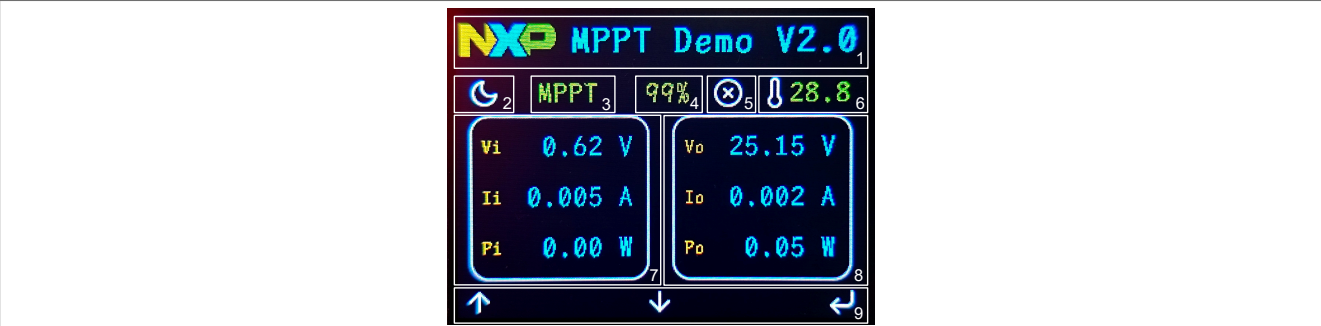 NXP MPPT Demo V2.0 1
2 MPPT 3 99% 4 5 28.8 6
Vi 0.62 V
Ii 0.005 A
Pi 0.00 W
7
Vo 25.15 V
Io 0.002 A
Po 0.05 W
8
9